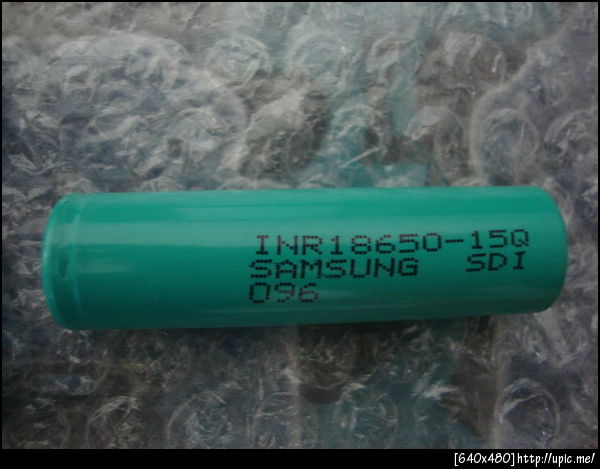 INR18650-15Q
SAMSUNG SDI
096
[640x480]http://upic.me/